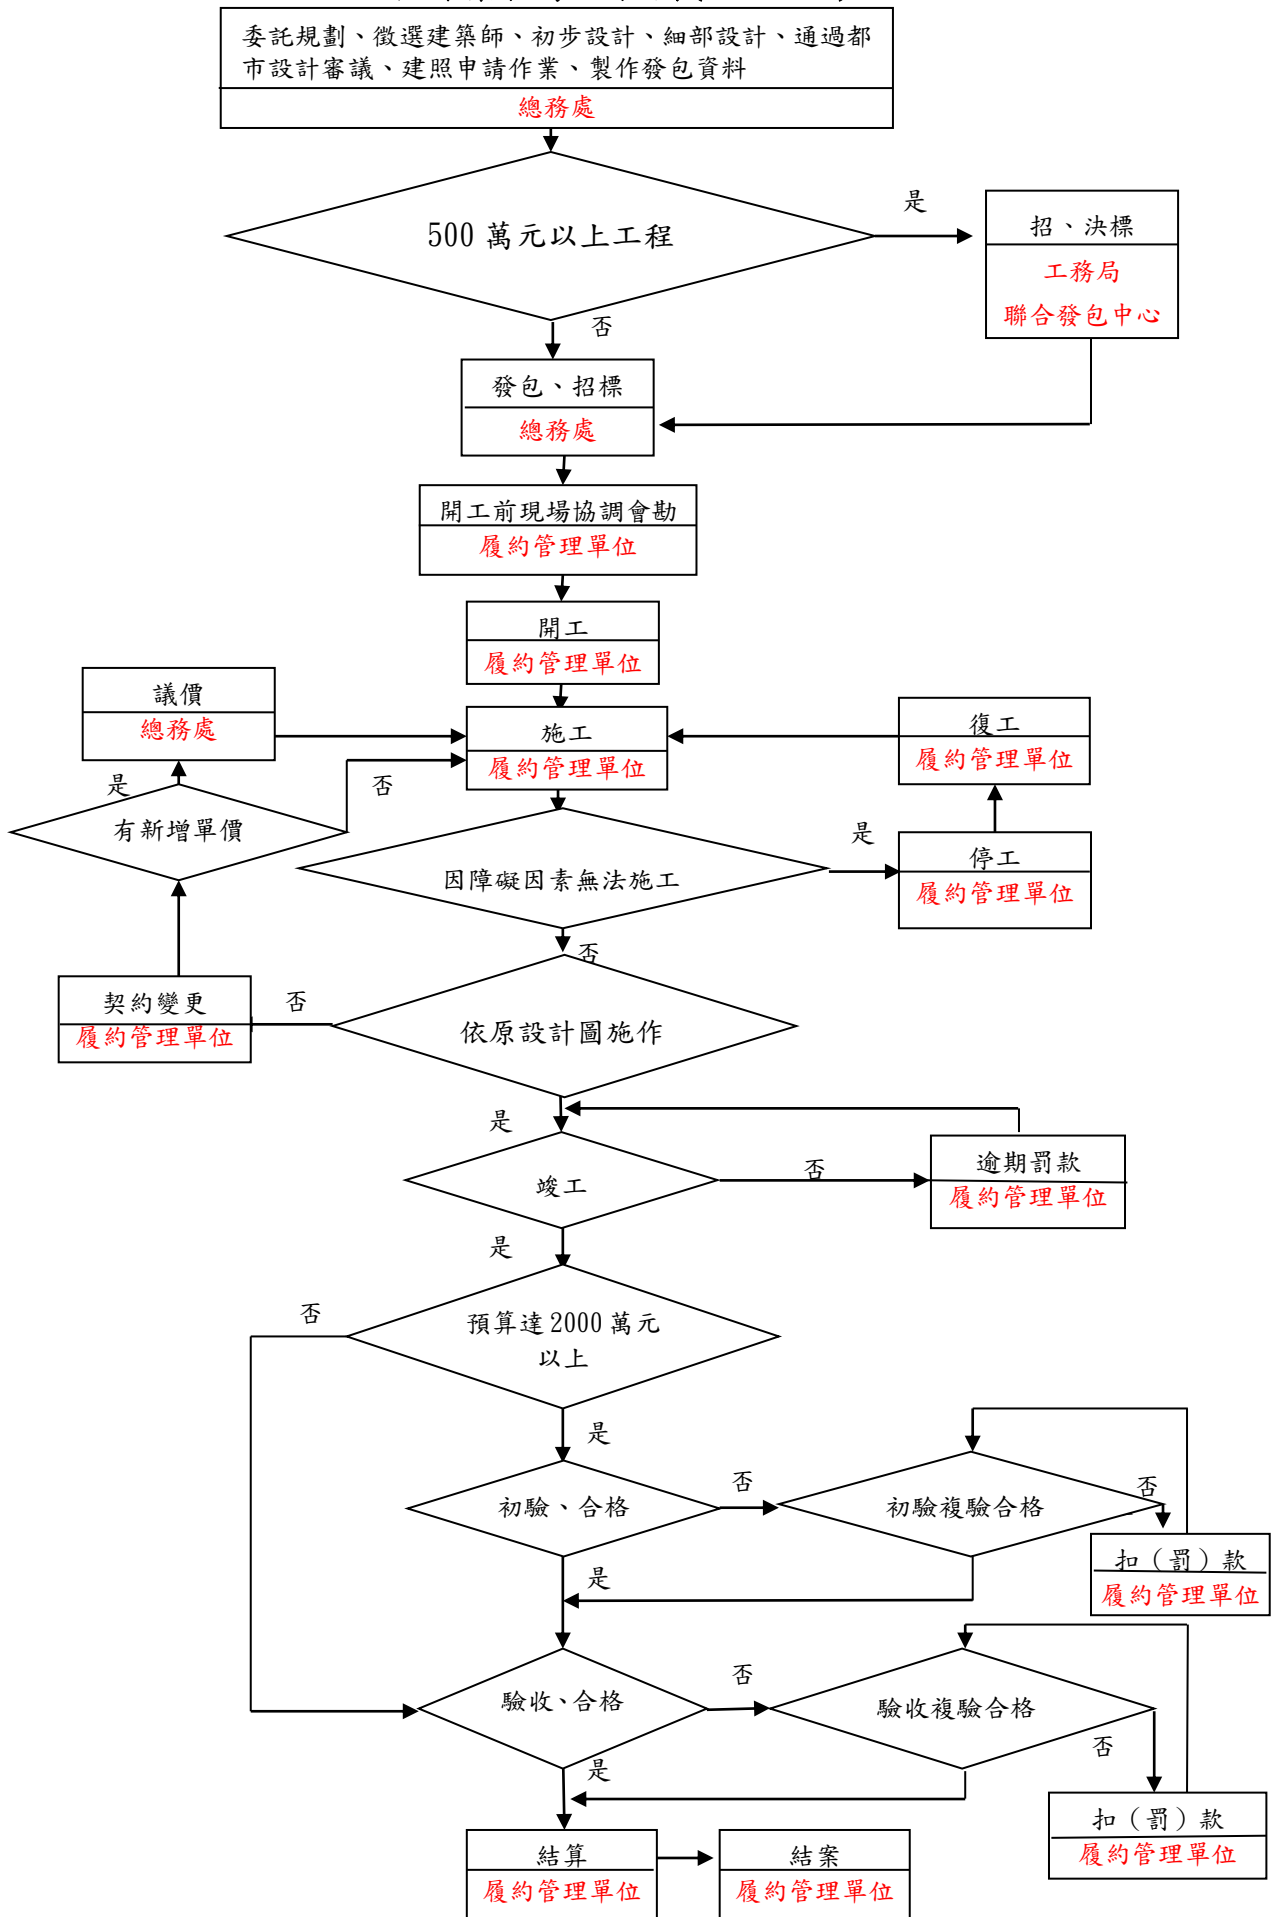 委託規劃、徵選建築師、初步設計、細部設計、通過都
市設計審議、建照申請作業、製作發包資料
總務處
500 萬元以上工程
是
招、決標
工務局
聯合發包中心
否
發包、招標
總務處
開工前現場協調會勘
履約管理單位
開工
履約管理單位
議價
總務處
施工
履約管理單位
復工
履約管理單位
是
否
有新增單價
因障礙因素無法施工
是
停工
履約管理單位
否
契約變更
履約管理單位
否
依原設計圖施作
是
竣工
否
逾期罰款
履約管理單位
是
否
預算達 2000 萬元
以上
是
初驗、合格
否
初驗複驗合格
否
扣（罰）款
履約管理單位
是
驗收、合格
否
驗收複驗合格
否
扣（罰）款
履約管理單位
是
結算
履約管理單位
結案
履約管理單位